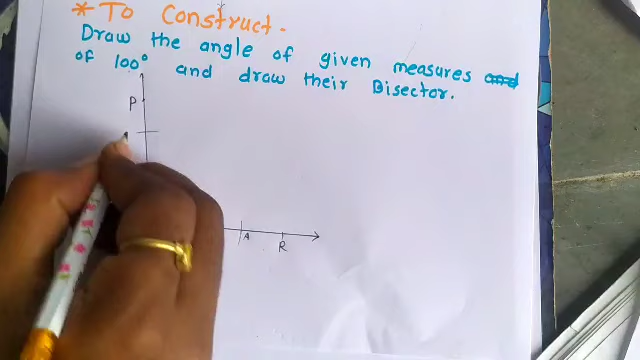 * To Construct.
Draw the angle of given measures and
of 100° and draw their Bisector.
P
A
R